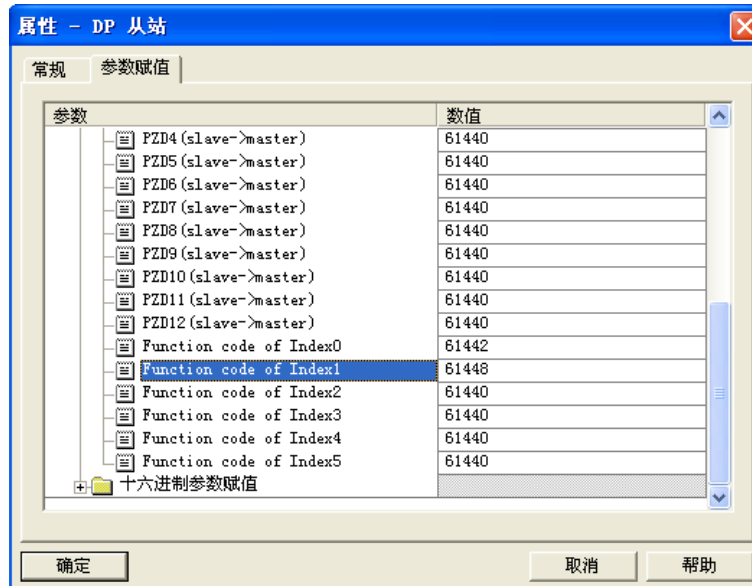 属性 - DP 从站
常规 参数赋值
参数 数值
PZD4(slave->master) 61440
PZD5(slave->master) 61440
PZD6(slave->master) 61440
PZD7(slave->master) 61440
PZD8(slave->master) 61440
PZD9(slave->master) 61440
PZD10(slave->master) 61440
PZD11(slave->master) 61440
PZD12(slave->master) 61440
Function code of Index0 61442
Function code of Index1 61448
Function code of Index2 61440
Function code of Index3 61440
Function code of Index4 61440
Function code of Index5 61440
十六进制参数赋值
确定 取消 帮助